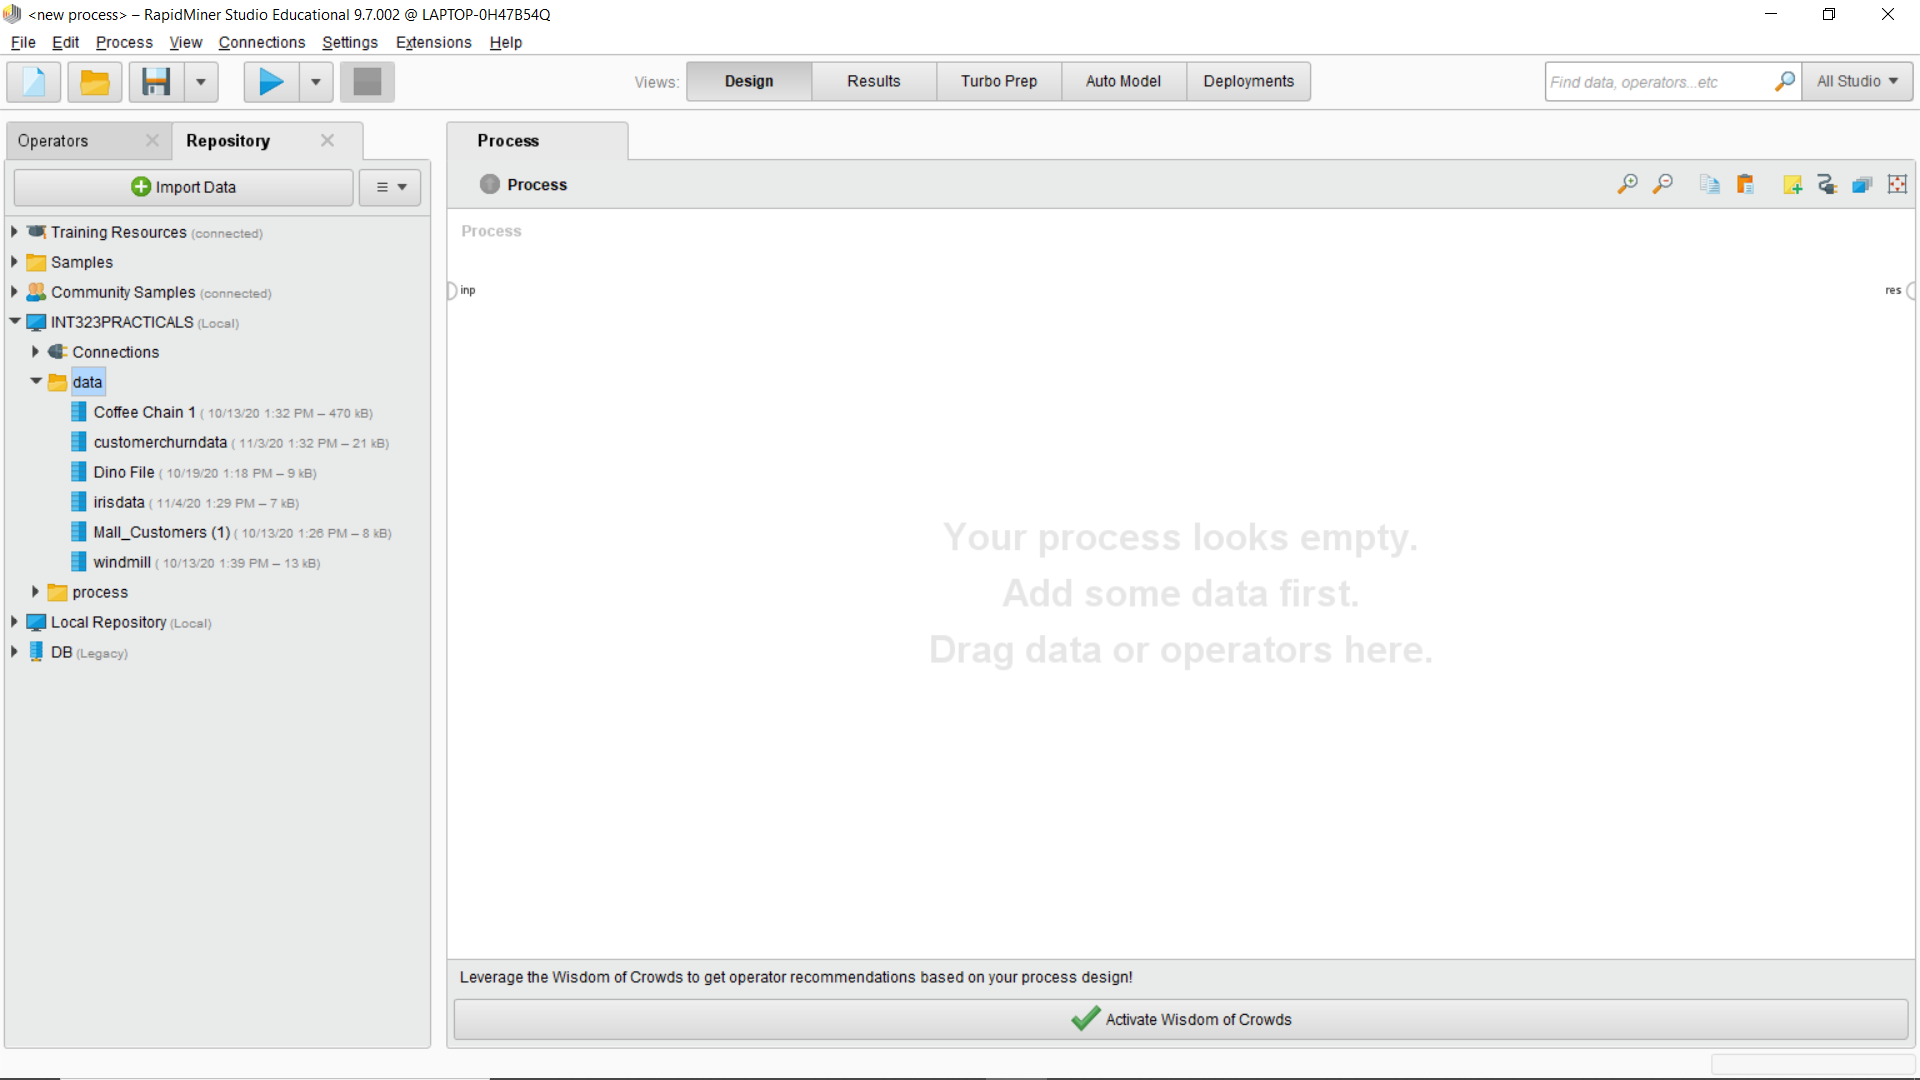 <new process> – RapidMiner Studio Educational 9.7.002 @ LAPTOP-0H47B54Q
File Edit Process View Connections Settings Extensions Help
Views: Design Results Turbo Prep Auto Model Deployments Find data, operators...etc All Studio
Operators Repository Process
Import Data
Process
Process
inp
res
Training Resources (connected)
Samples
Community Samples (connected)
INT323PRACTICALS (Local)
Connections
data
Coffee Chain 1 ( 10/13/20 1:32 PM – 470 kB)
customerchurndata ( 11/3/20 1:32 PM – 21 kB)
Dino File ( 10/19/20 1:18 PM – 9 kB)
irisdata ( 11/4/20 1:29 PM – 7 kB)
Mall_Customers (1) ( 10/13/20 1:26 PM – 8 kB)
windmill ( 10/13/20 1:39 PM – 13 kB)
process
Local Repository (Local)
DB (Legacy)
Your process looks empty.
Add some data first.
Drag data or operators here.
Leverage the Wisdom of Crowds to get operator recommendations based on your process design!
Activate Wisdom of Crowds